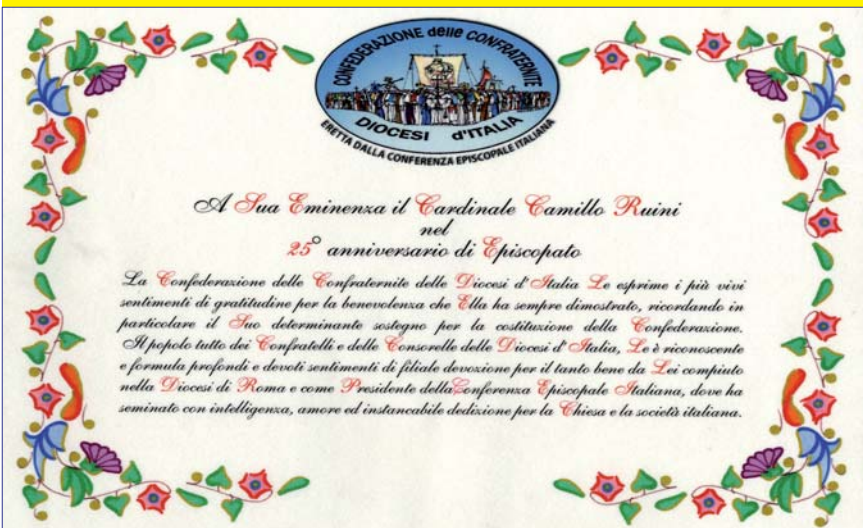 CONFEDERAZIONE delle CONFRATERNITE
DIOCESI d'ITALIA
ERETTA DALLA CONFERENZA EPISCOPALE ITALIANA
A Sua Eminenza il Cardinale Camillo Ruini
nel
25° anniversario di Episcopato
La Confederazione delle Confraternite delle Diocesi d'Italia Le esprime i più vivi
sentimenti di gratitudine per la benevolenza che Ella ha sempre dimostrato, ricordando in
particolare il Suo determinante sostegno per la costituzione della Confederazione.
Il popolo tutto dei Confratelli e delle Consorelle delle Diocesi d'Italia, Le è riconoscente
e formula profondi e devoti sentimenti di filiale devozione per il tanto bene da Lei compiuto
nella Diocesi di Roma e come Presidente dellaConferenza Episcopale Italiana, dove ha
seminato con intelligenza, amore ed instancabile dedizione per la Chiesa e la società italiana.